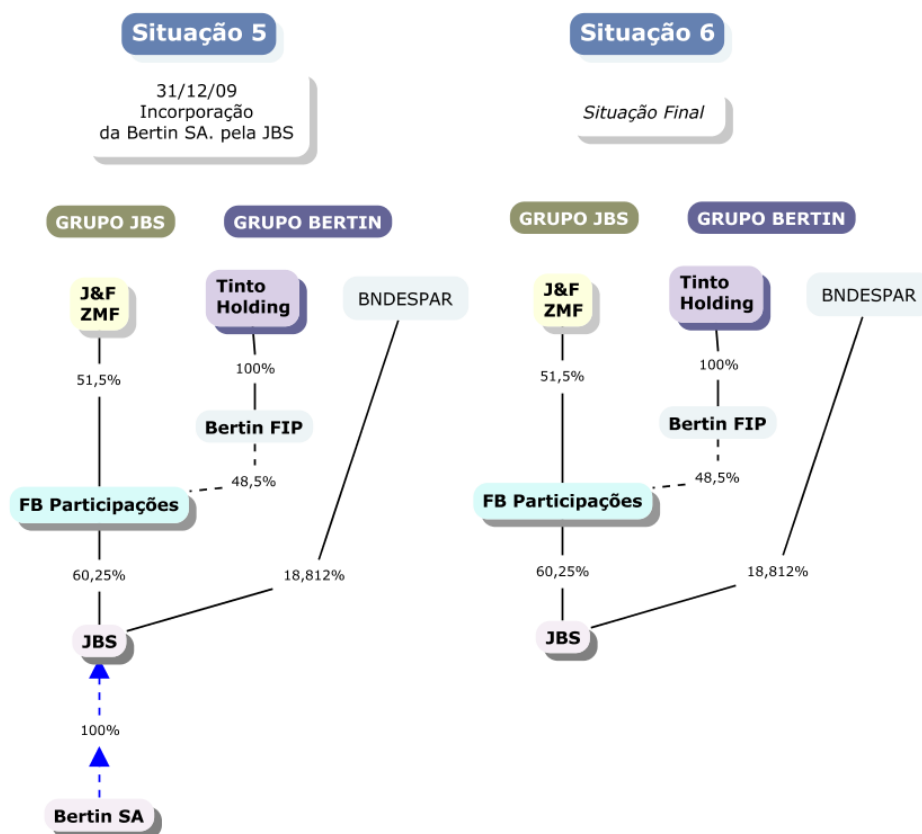 Situação 5
31/12/09
Incorporação
da Bertin SA. pela JBS
GRUPO JBS
GRUPO BERTIN
J&F
ZMF
Tinto
Holding
BNDESPAR
51,5%
100%
Bertin FIP
48,5%
FB Participações
60,25%
18,812%
JBS
100%
Bertin SA
Situação 6
Situação Final
GRUPO JBS
GRUPO BERTIN
J&F
ZMF
Tinto
Holding
BNDESPAR
51,5%
100%
Bertin FIP
48,5%
FB Participações
60,25%
18,812%
JBS